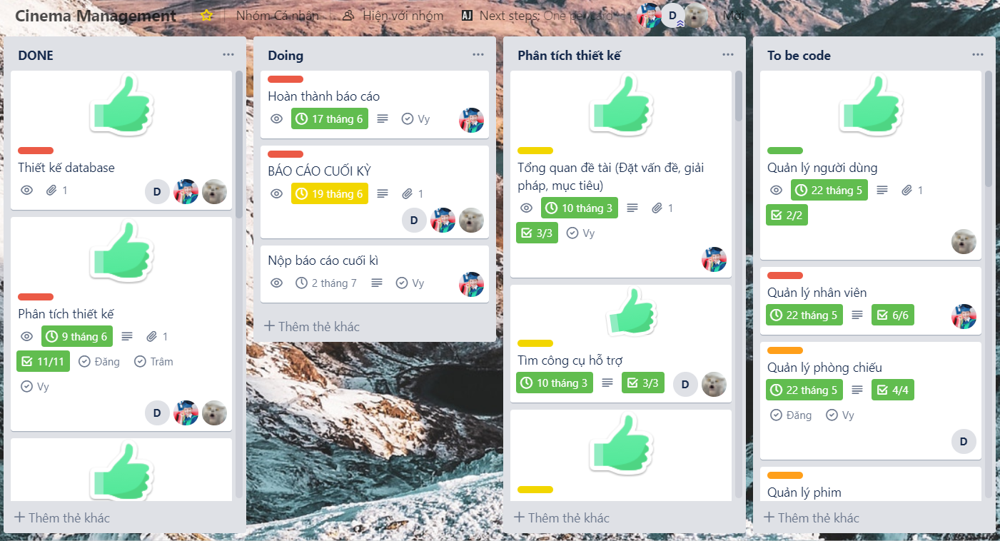 Cinema Management
Nhóm Cá nhân
Hiện với nhóm
Next steps: One per card
D
Mời
DONE
Thiết kế database
1
D
Phân tích thiết kế
9 tháng 6
1
11/11
Đăng
Trâm
Vy
D
Thêm thẻ khác
Doing
Hoàn thành báo cáo
17 tháng 6
Vy
BÁO CÁO CUỐI KỲ
19 tháng 6
1
D
Nộp báo cáo cuối kì
2 tháng 7
Vy
Thêm thẻ khác
Phân tích thiết kế
Tổng quan đề tài (Đặt vấn đề, giải
pháp, mục tiêu)
10 tháng 3
1
3/3
Vy
Tìm công cụ hỗ trợ
10 tháng 3
3/3
D
Thêm thẻ khác
To be code
Quản lý người dùng
22 tháng 5
1
2/2
Quản lý nhân viên
22 tháng 5
6/6
Quản lý phòng chiếu
22 tháng 5
4/4
Đăng
Vy
D
Quản lý phim
Thêm thẻ khác